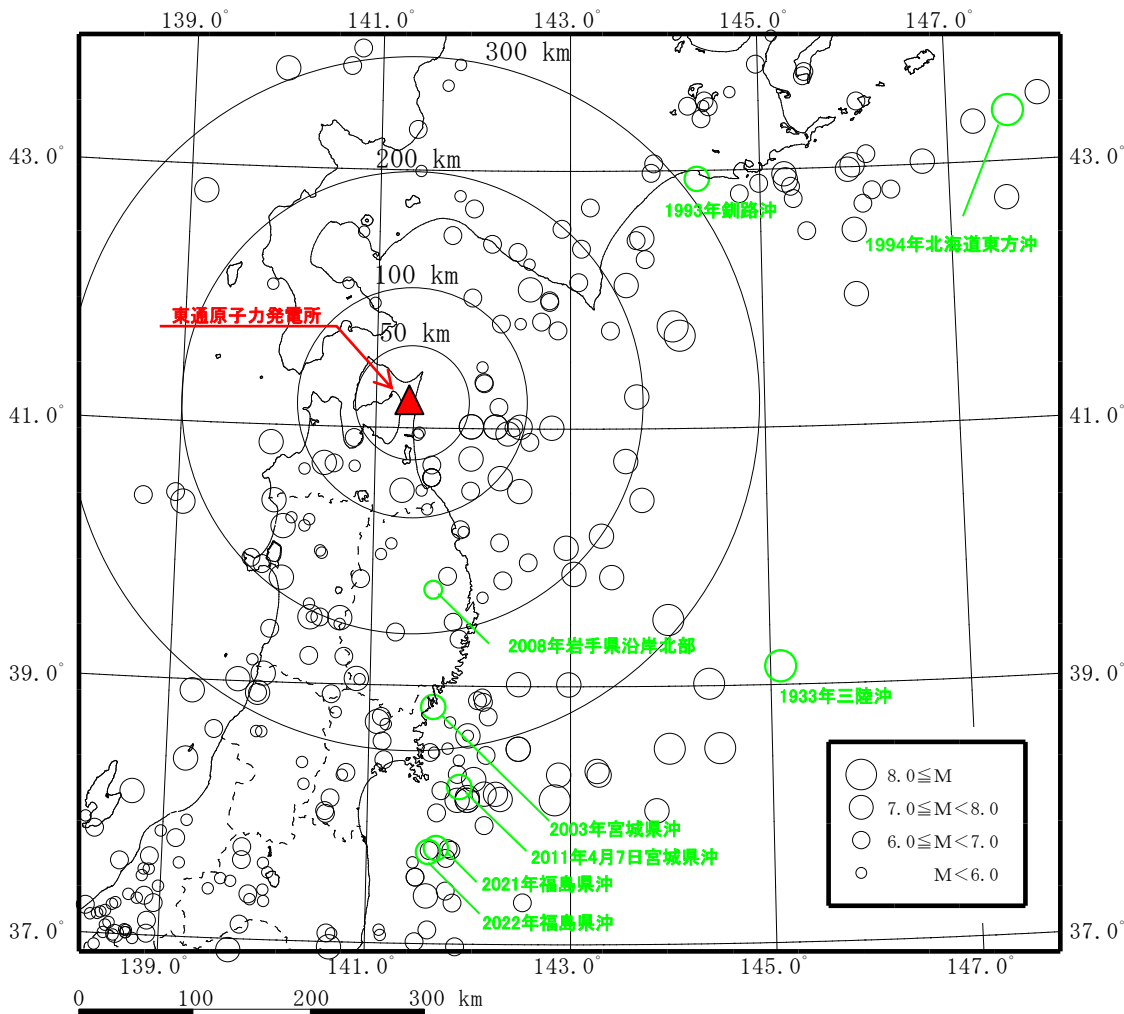 139.0° 141.0° 143.0° 145.0° 147.0°
300 km
200 km
43.0° 43.0°
1993年釧路沖
1994年北海道東方沖
100 km
東通原子力発電所
50 km
41.0° 41.0°
2008年岩手県沿岸北部
39.0° 39.0°
1933年三陸沖
8.0≦M
7.0≦M<8.0
6.0≦M<7.0
M<6.0
2003年宮城県沖
2011年4月7日宮城県沖
2021年福島県沖
2022年福島県沖
37.0° 37.0°
139.0° 141.0° 143.0° 145.0° 147.0°
0 100 200 300 km